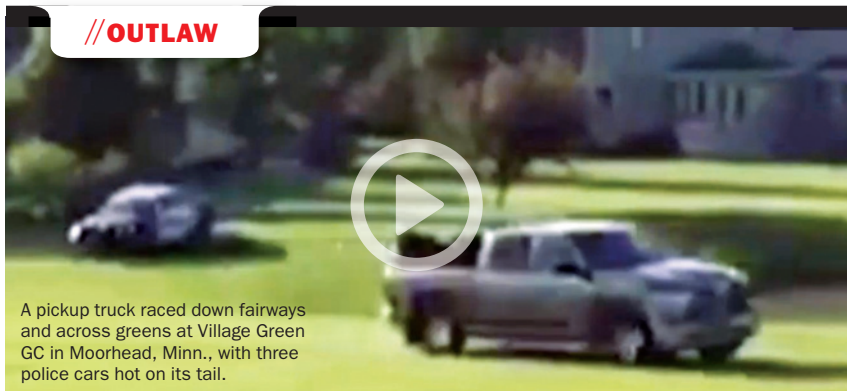 //OUTLAW
A pickup truck raced down fairways
and across greens at Village Green
GC in Moorhead, Minn., with three
police cars hot on its tail.